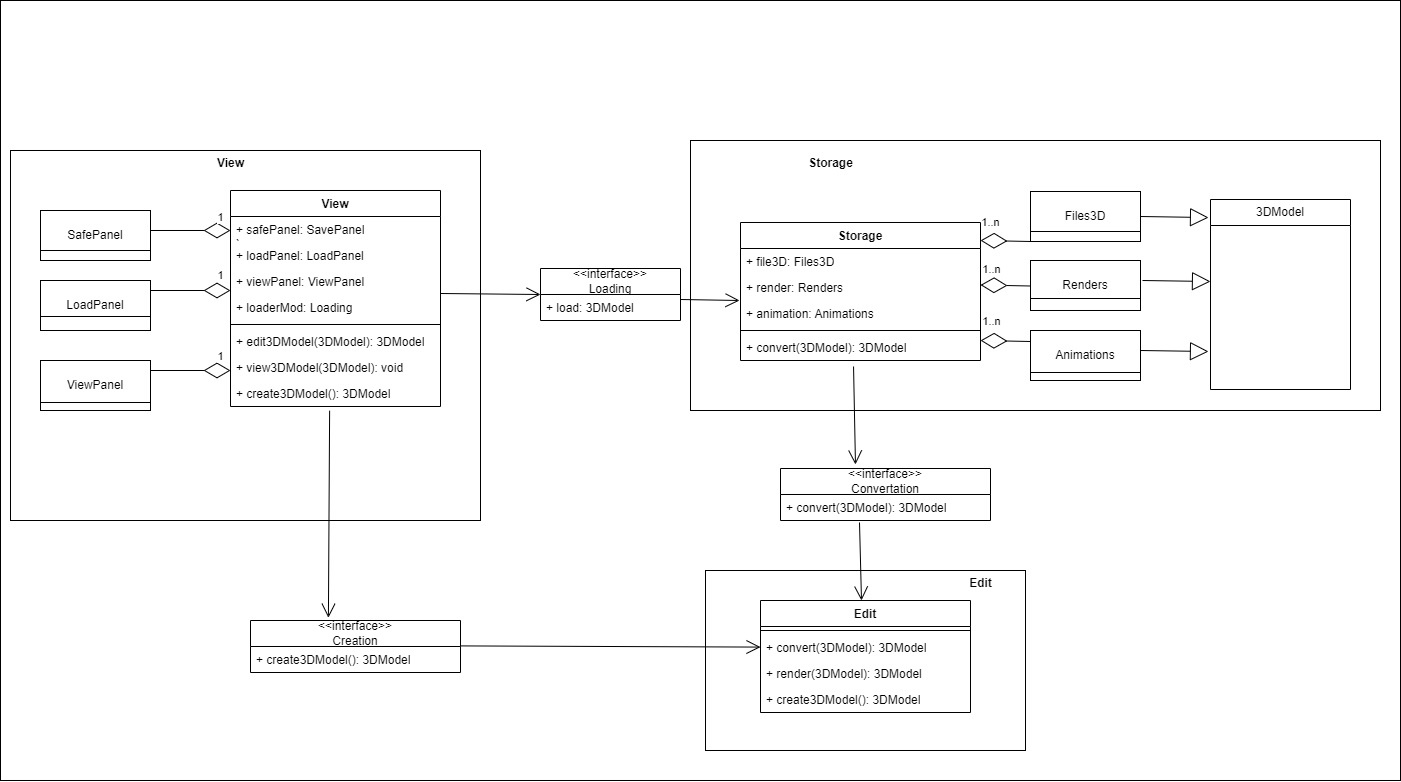 View
Storage
View
SafePanel
1
+ safePanel: SavePanel
`
+ loadPanel: LoadPanel
LoadPanel
1
+ viewPanel: ViewPanel
+ loaderMod: Loading
+ edit3DModel(3DModel): 3DModel
ViewPanel
1
+ view3DModel(3DModel): void
+ create3DModel(): 3DModel
<<interface>>
Loading
+ load: 3DModel
Storage
+ file3D: Files3D
+ render: Renders
+ animation: Animations
+ convert(3DModel): 3DModel
1..n
Files3D
3DModel
1..n
Renders
1..n
Animations
<<interface>>
Convertation
+ convert(3DModel): 3DModel
Edit
Edit
+ convert(3DModel): 3DModel
+ render(3DModel): 3DModel
+ create3DModel(): 3DModel
<<interface>>
Creation
+ create3DModel(): 3DModel